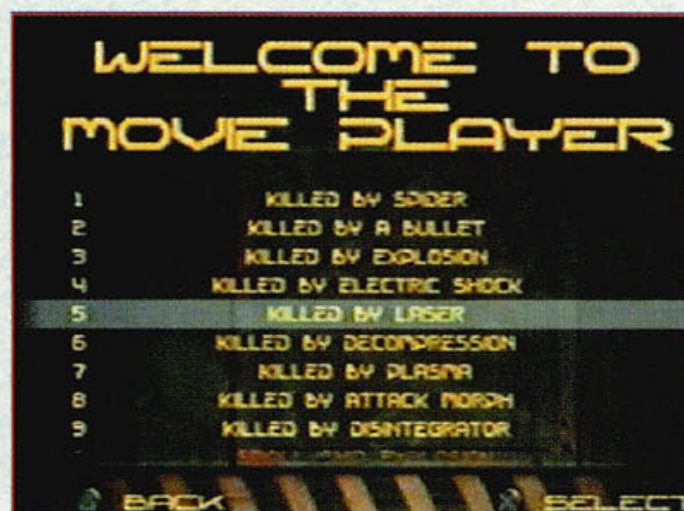 WELCOME TO
THE
MOVIE PLAYER
1 KILLED BY SPIDER
2 KILLED BY A BULLET
3 KILLED BY EXPLOSION
4 KILLED BY ELECTRIC SHOCK
5 KILLED BY LASER
6 KILLED BY DECOMPRESSION
7 KILLED BY PLASMA
8 KILLED BY ATTACK MORPH
9 KILLED BY DISINTEGRATOR
BACK SELECT